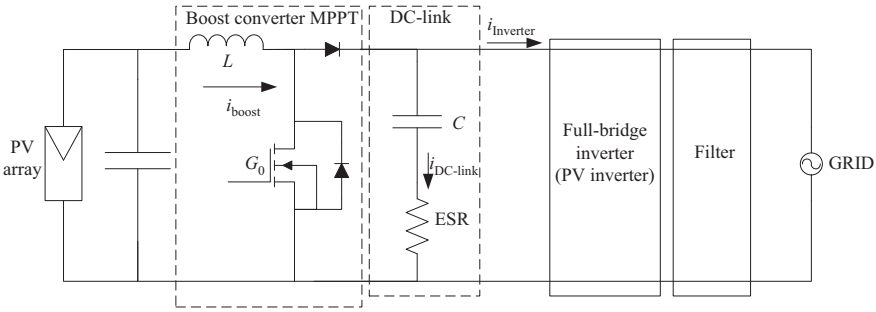 Boost converter MPPT
DC-link
i_Inverter
L
i_boost
C
PV
array
G_0
i_DC-link
ESR
Full-bridge
inverter
(PV inverter)
Filter
GRID